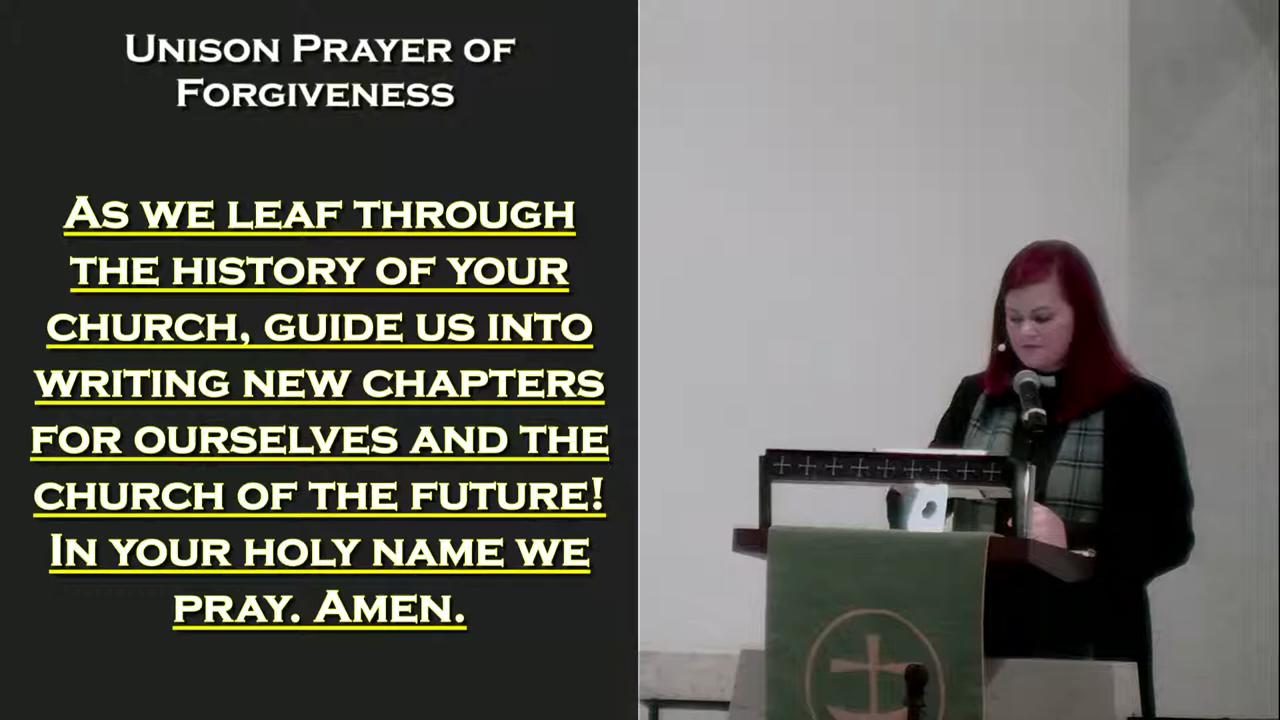 Unison Prayer of
Forgiveness
As we leaf through
the history of your
church, guide us into
writing new chapters
for ourselves and the
church of the future!
In your holy name we
pray. Amen.